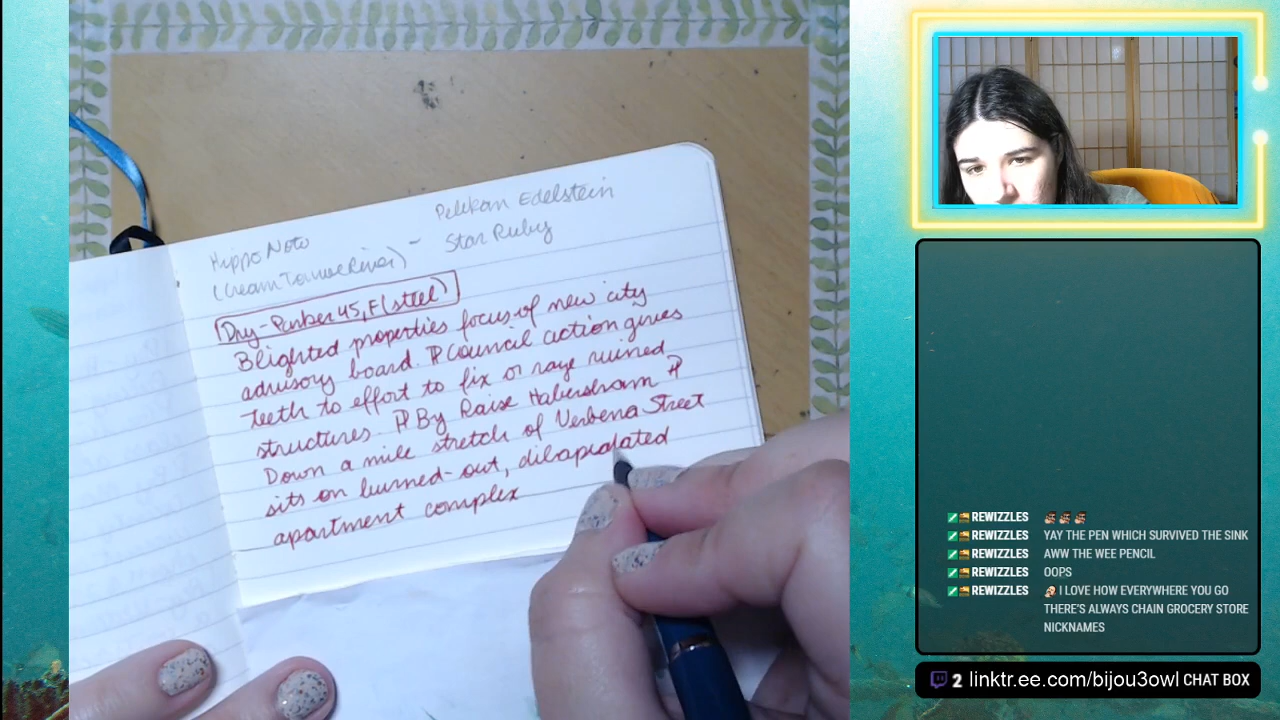 Hippo Noto
(Cream Tomoe River) -
Pelikan Edelstein
Star Ruby
Dry-Parker 45, F (steel)
Blighted properties focus of new city
advisory board. ¶ Council action gives
teeth to effort to fix or raze ruined
structures. ¶ By Raise Habersham ¶
Down a mile stretch of Verbena Street
sits on burned-out, dilapidated
apartment complex
REWIZZLES
REWIZZLES YAY THE PEN WHICH SURVIVED THE SINK
REWIZZLES AWW THE WEE PENCIL
REWIZZLES OOPS
REWIZZLES I LOVE HOW EVERYWHERE YOU GO
THERE'S ALWAYS CHAIN GROCERY STORE
NICKNAMES
2 linktr.ee.com/bijou3owl CHAT BOX